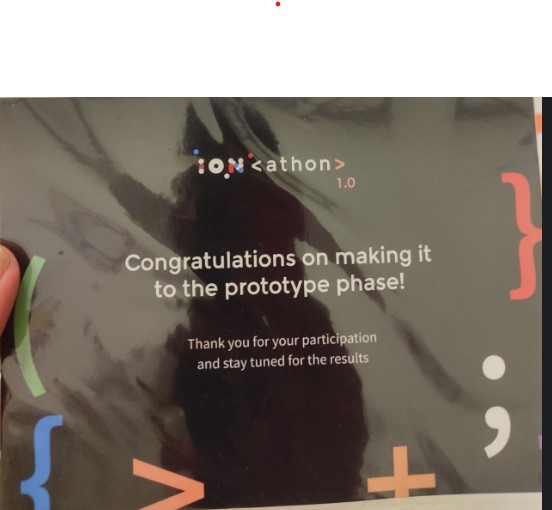 ion<athon>
1.0
Congratulations on making it
to the prototype phase!
Thank you for your participation
and stay tuned for the results
}
(
;
{
>
+